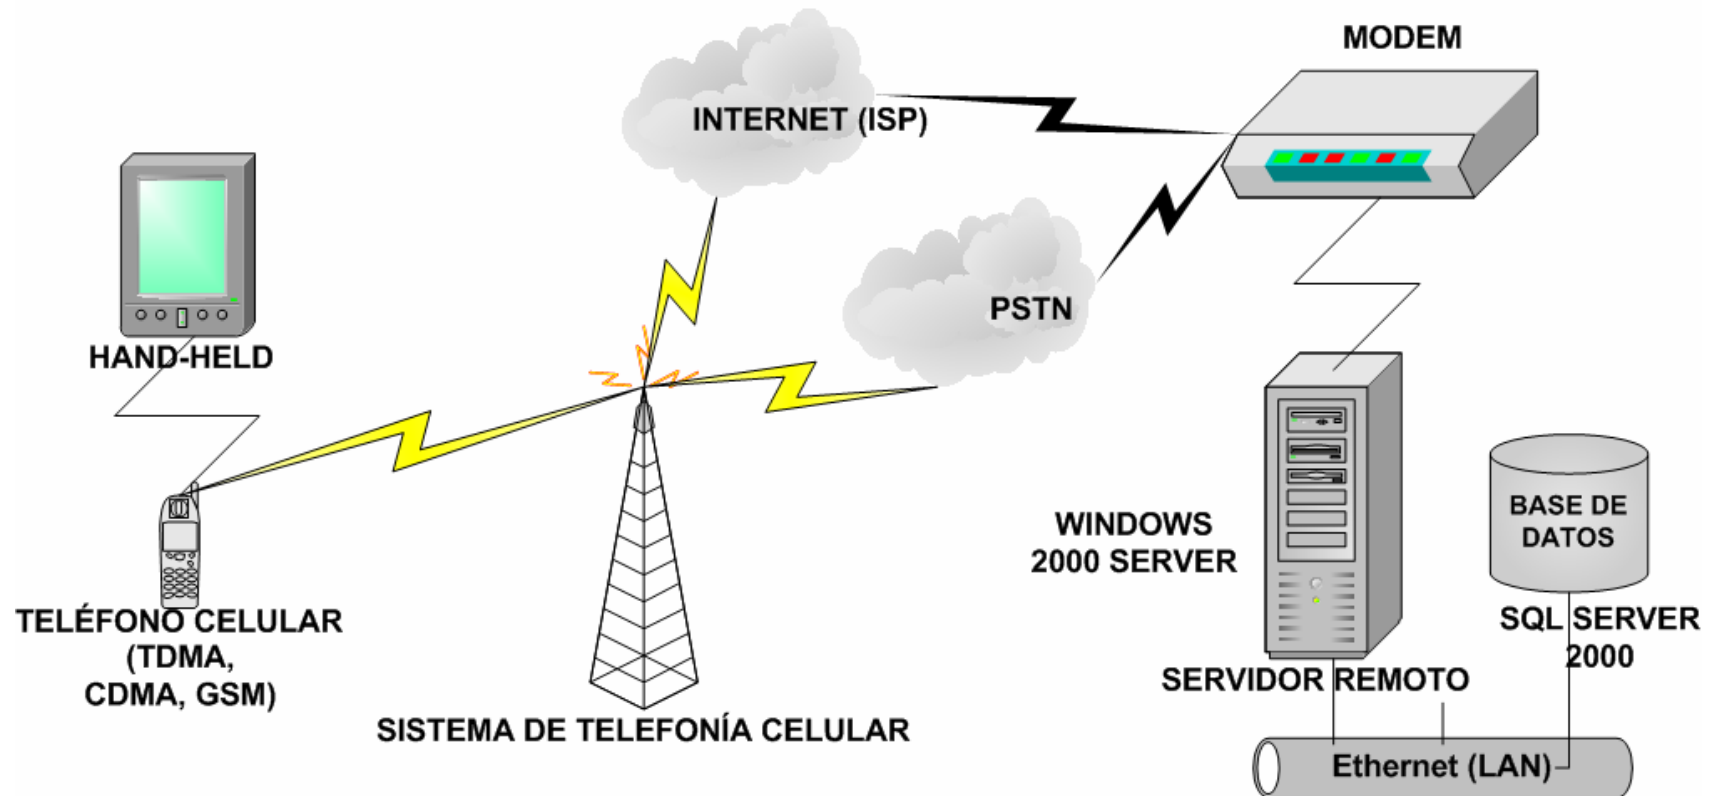 MODEM
INTERNET (ISP)
PSTN
HAND-HELD
TELÉFONO CELULAR
(TDMA,
CDMA, GSM)
SISTEMA DE TELEFONÍA CELULAR
WINDOWS
2000 SERVER
BASE DE
DATOS
SQL SERVER
2000
SERVIDOR REMOTO
Ethernet (LAN)